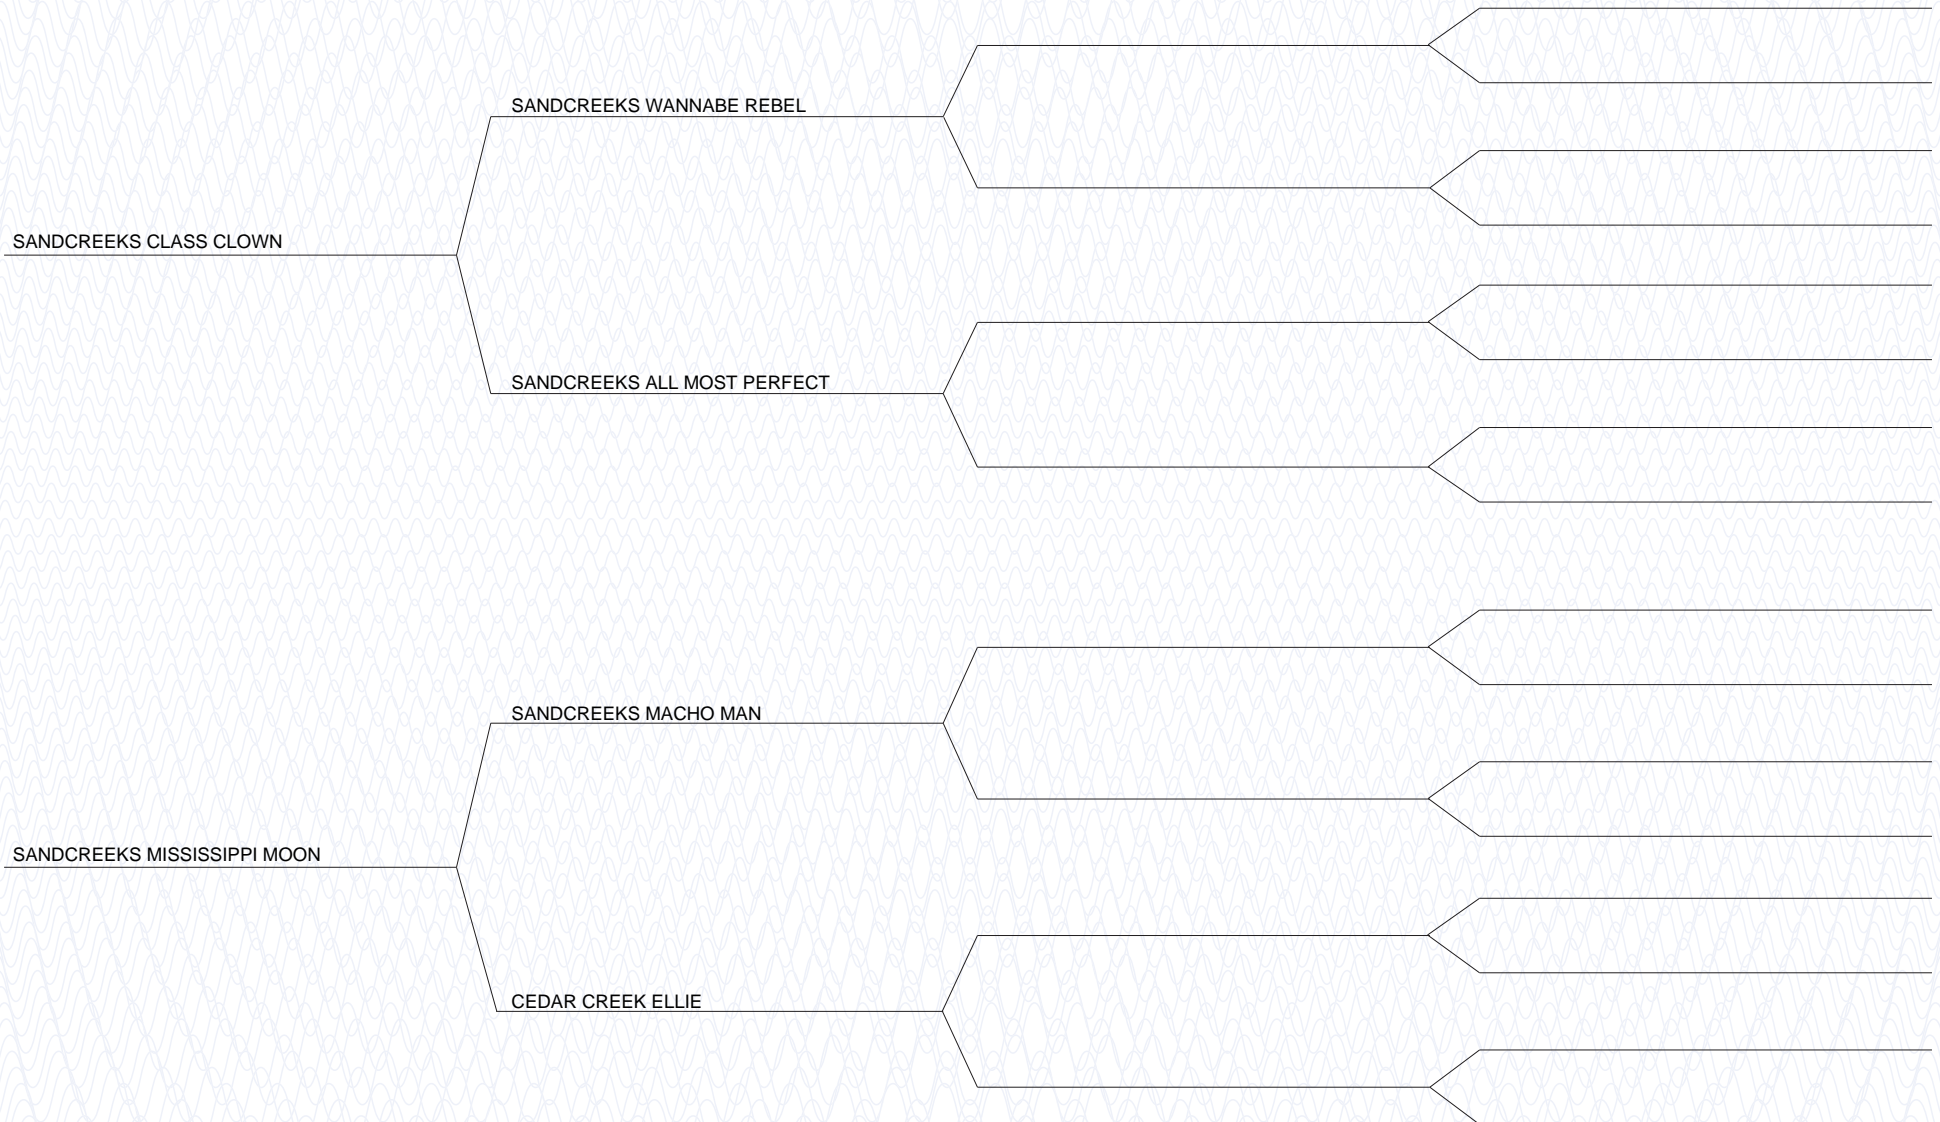 SANDCREEKS WANNABE REBEL
SANDCREEKS CLASS CLOWN
SANDCREEKS ALL MOST PERFECT
SANDCREEKS MACHO MAN
SANDCREEKS MISSISSIPPI MOON
CEDAR CREEK ELLIE